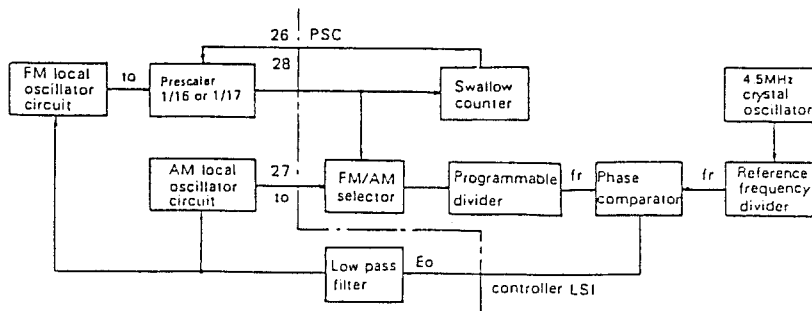 26 PSC
28
FM local
oscillator
circuit
fo
Prescaler
1/16 or 1/17
Swallow
counter
4.5MHz
crystal
oscillator
AM local
oscillator
circuit
27
fo
FM/AM
selector
Programmable
divider
fr
Phase
comparator
fr
Reference
frequency
divider
Low pass
filter
Eo
controller LSI